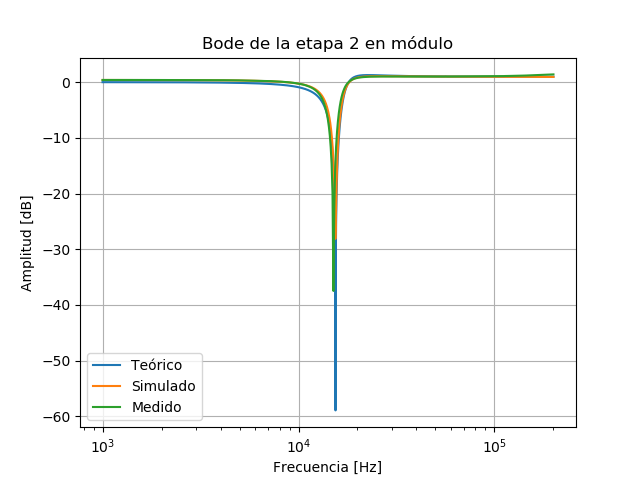 Bode de la etapa 2 en módulo
Amplitud [dB]
0
−10
−20
−30
−40
−50
−60
Teórico
Simulado
Medido
10³
10⁴
10⁵
Frecuencia [Hz]